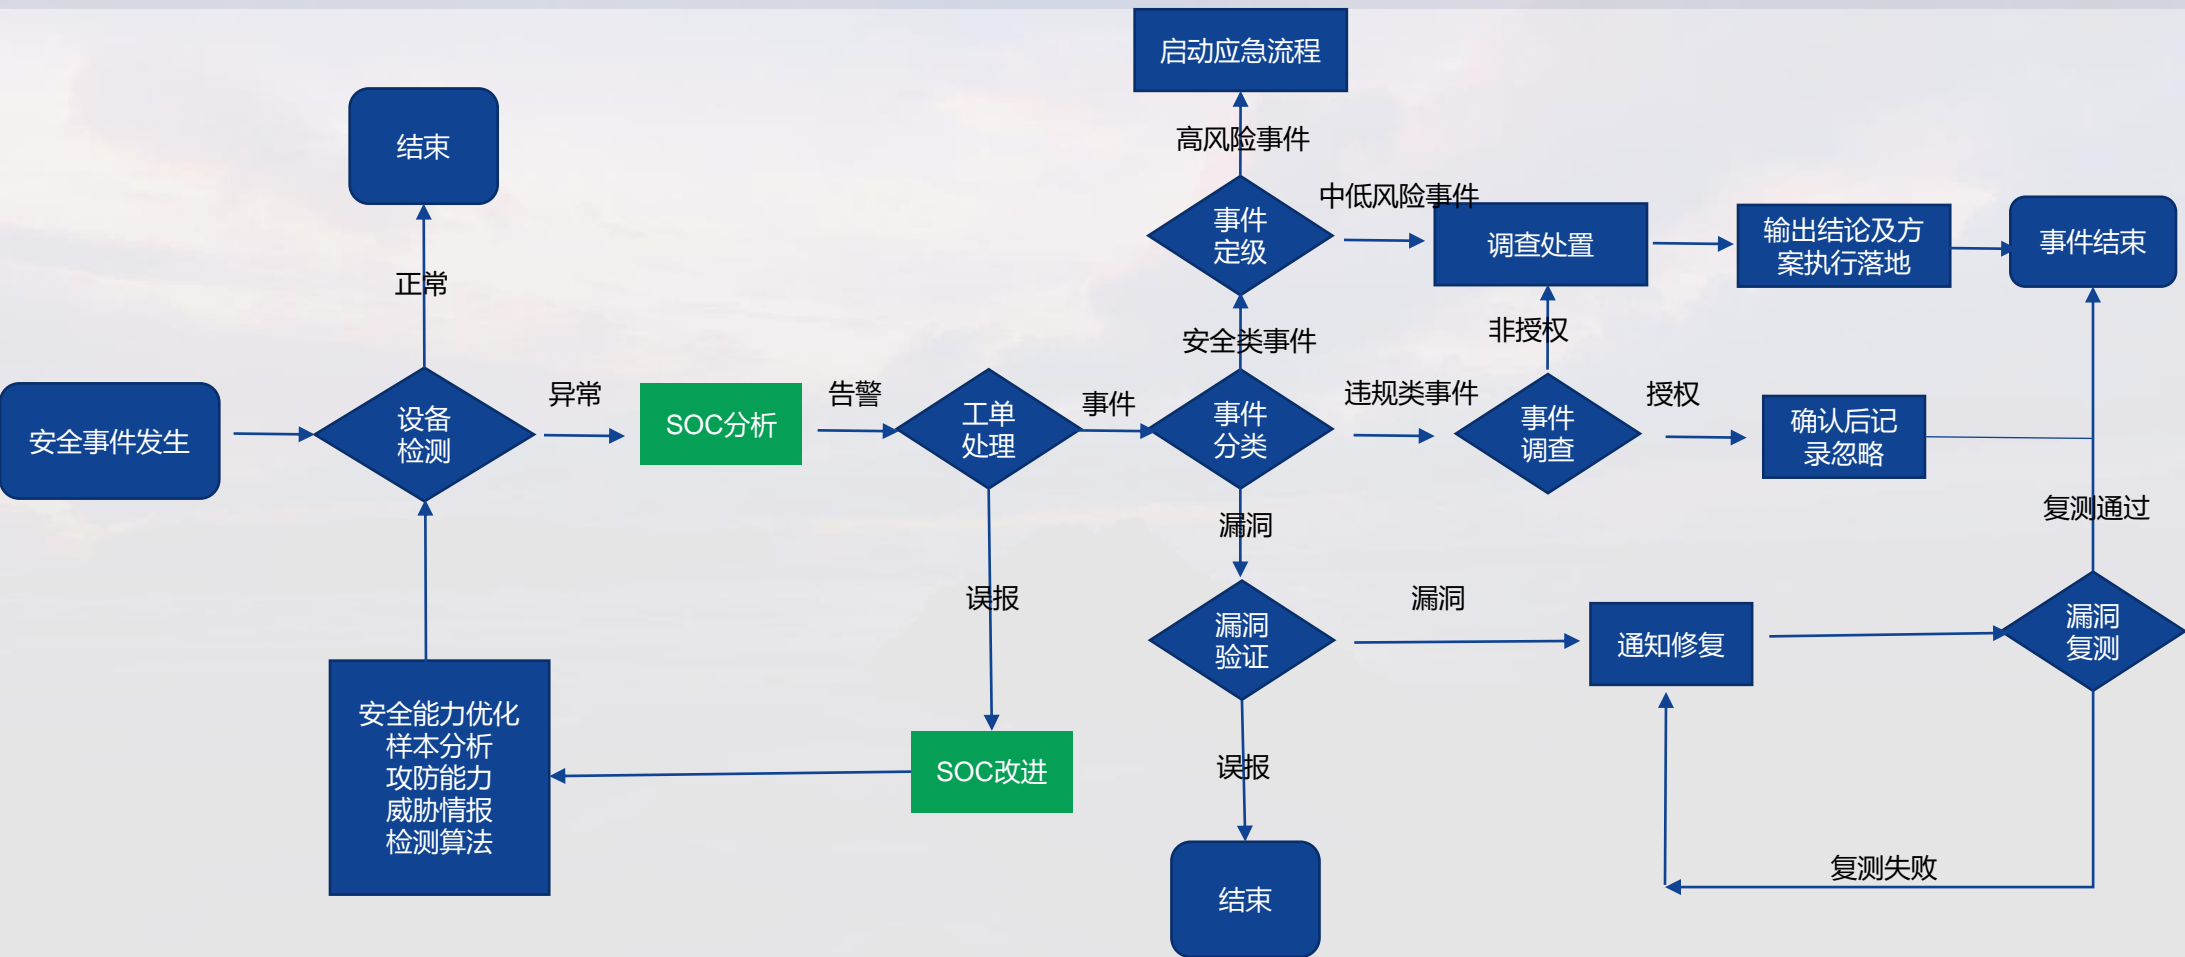 启动应急流程
高风险事件
结束
中低风险事件
事件
定级
调查处置
输出结论及方
案执行落地
事件结束
正常
安全类事件
非授权
安全事件发生
设备
检测
异常
SOC分析
告警
工单
处理
事件
事件
分类
违规类事件
事件
调查
授权
确认后记
录忽略
漏洞
复测通过
误报
漏洞
验证
漏洞
通知修复
漏洞
复测
安全能力优化
样本分析
攻防能力
威胁情报
检测算法
SOC改进
误报
复测失败
结束